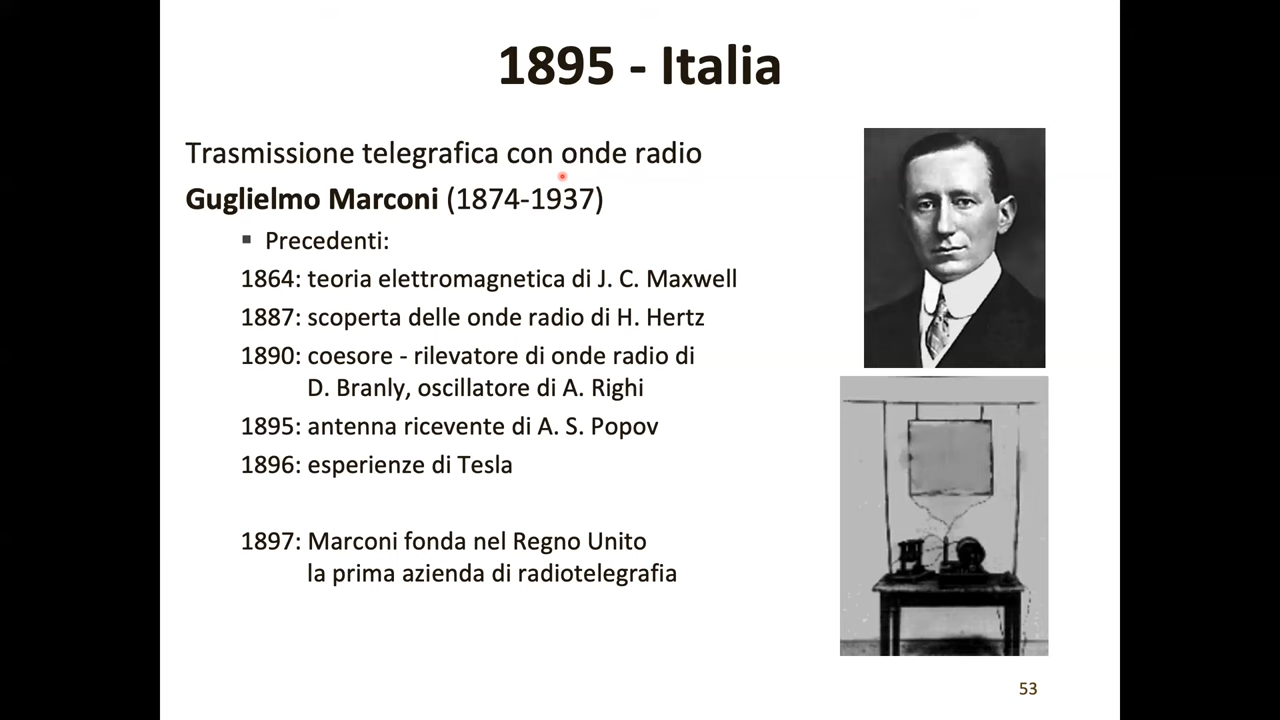 1895 - Italia
Trasmissione telegrafica con onde radio
Guglielmo Marconi (1874-1937)
▪ Precedenti:
1864: teoria elettromagnetica di J. C. Maxwell
1887: scoperta delle onde radio di H. Hertz
1890: coesore - rilevatore di onde radio di
D. Branly, oscillatore di A. Righi
1895: antenna ricevente di A. S. Popov
1896: esperienze di Tesla
1897: Marconi fonda nel Regno Unito
la prima azienda di radiotelegrafia
53